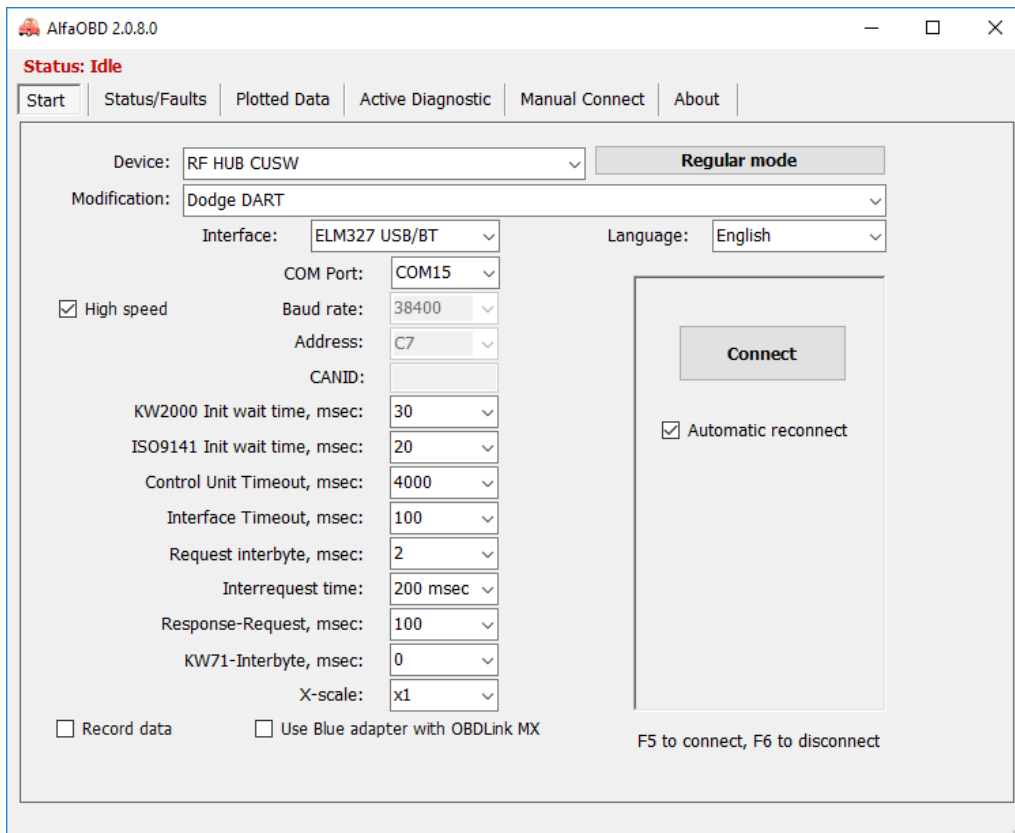 AlfaOBD 2.0.8.0
Status: Idle
Start Status/Faults Plotted Data Active Diagnostic Manual Connect About
Device: RF HUB CUSW Regular mode
Modification: Dodge DART
Interface: ELM327 USB/BT Language: English
COM Port: COM15
High speed Baud rate: 38400
Address: C7
Connect
CANID:
KW2000 Init wait time, msec: 30
Automatic reconnect
ISO9141 Init wait time, msec: 20
Control Unit Timeout, msec: 4000
Interface Timeout, msec: 100
Request interbyte, msec: 2
Interrequest time: 200 msec
Response-Request, msec: 100
KW71-Interbyte, msec: 0
X-scale: x1
Record data Use Blue adapter with OBDLink MX
F5 to connect, F6 to disconnect